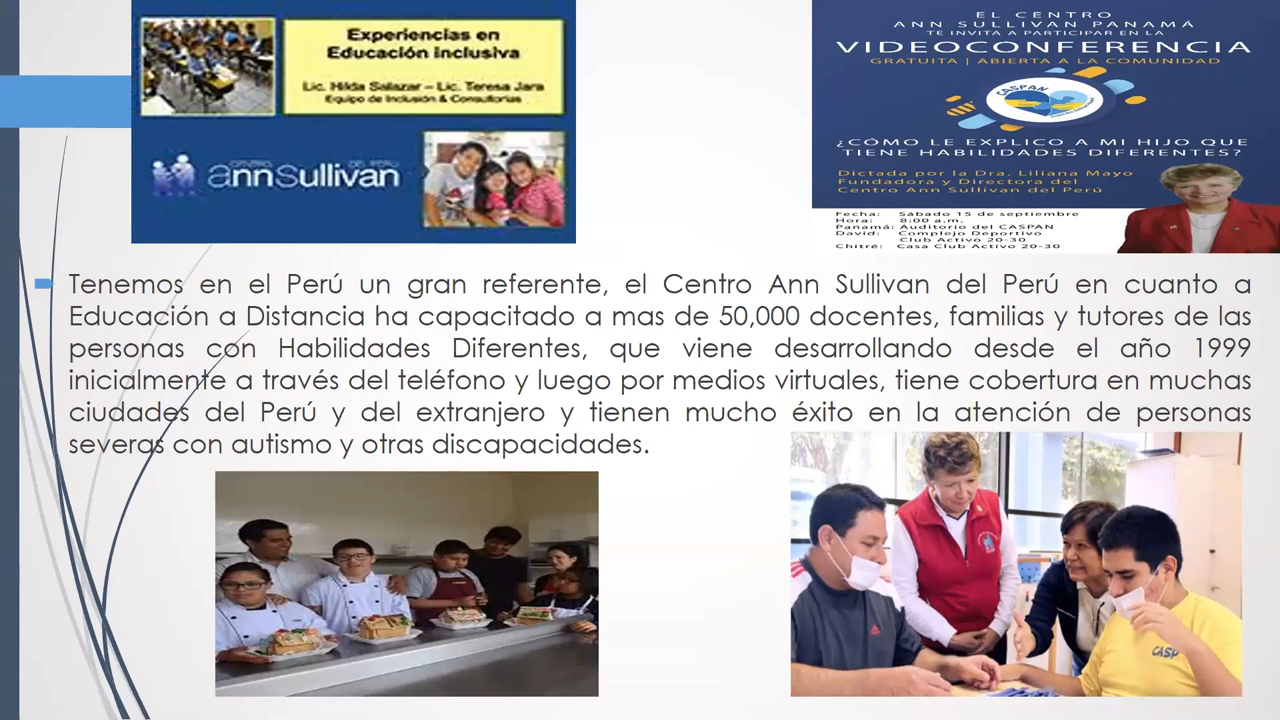 Experiencias en
Educación inclusiva
Lic. Hilda Salazar – Lic. Teresa Jara
Equipo de Inclusión & Consultorías
CENTRO DEL PERÚ
annsullivan
EL CENTRO
ANN SULLIVAN PANAMÁ
TE INVITA A PARTICIPAR EN LA
VIDEOCONFERENCIA
GRATUITA | ABIERTA A LA COMUNIDAD
CASPAN
¿CÓMO LE EXPLICO A MI HIJO QUE
TIENE HABILIDADES DIFERENTES?
Dictada por la Dra. Liliana Mayo
Fundadora y Directora del
Centro Ann Sullivan del Perú
Fecha: Sábado 15 de septiembre
Hora: 8:00 a.m.
Panamá: Auditorio del CASPAN
David: Complejo Deportivo
Club Activo 20-30
Chitré: Casa Club Activo 20-30
Tenemos en el Perú un gran referente, el Centro Ann Sullivan del Perú en cuanto a
Educación a Distancia ha capacitado a mas de 50,000 docentes, familias y tutores de las
personas con Habilidades Diferentes, que viene desarrollando desde el año 1999
inicialmente a través del teléfono y luego por medios virtuales, tiene cobertura en muchas
ciudades del Perú y del extranjero y tienen mucho éxito en la atención de personas
severas con autismo y otras discapacidades.
CASP